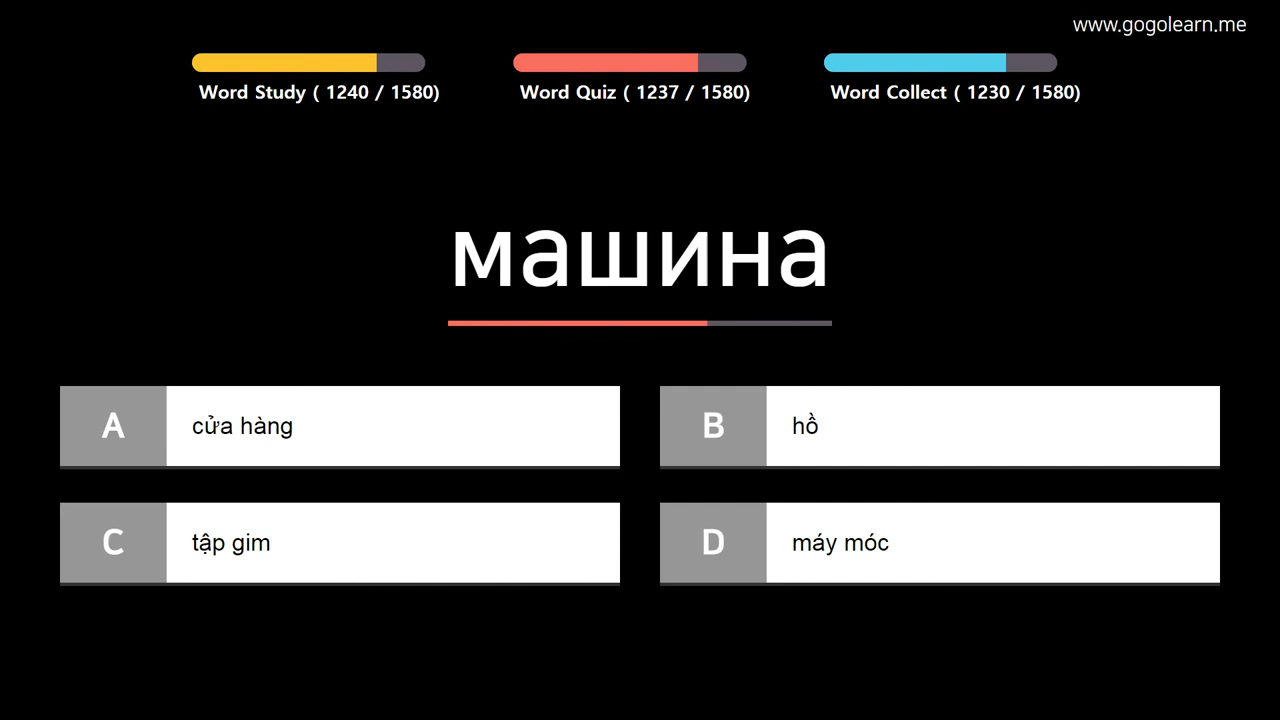 www.gogolearn.me
Word Study ( 1240 / 1580)
Word Quiz ( 1237 / 1580)
Word Collect ( 1230 / 1580)
машина
A cửa hàng
B hồ
C tập gim
D máy móc